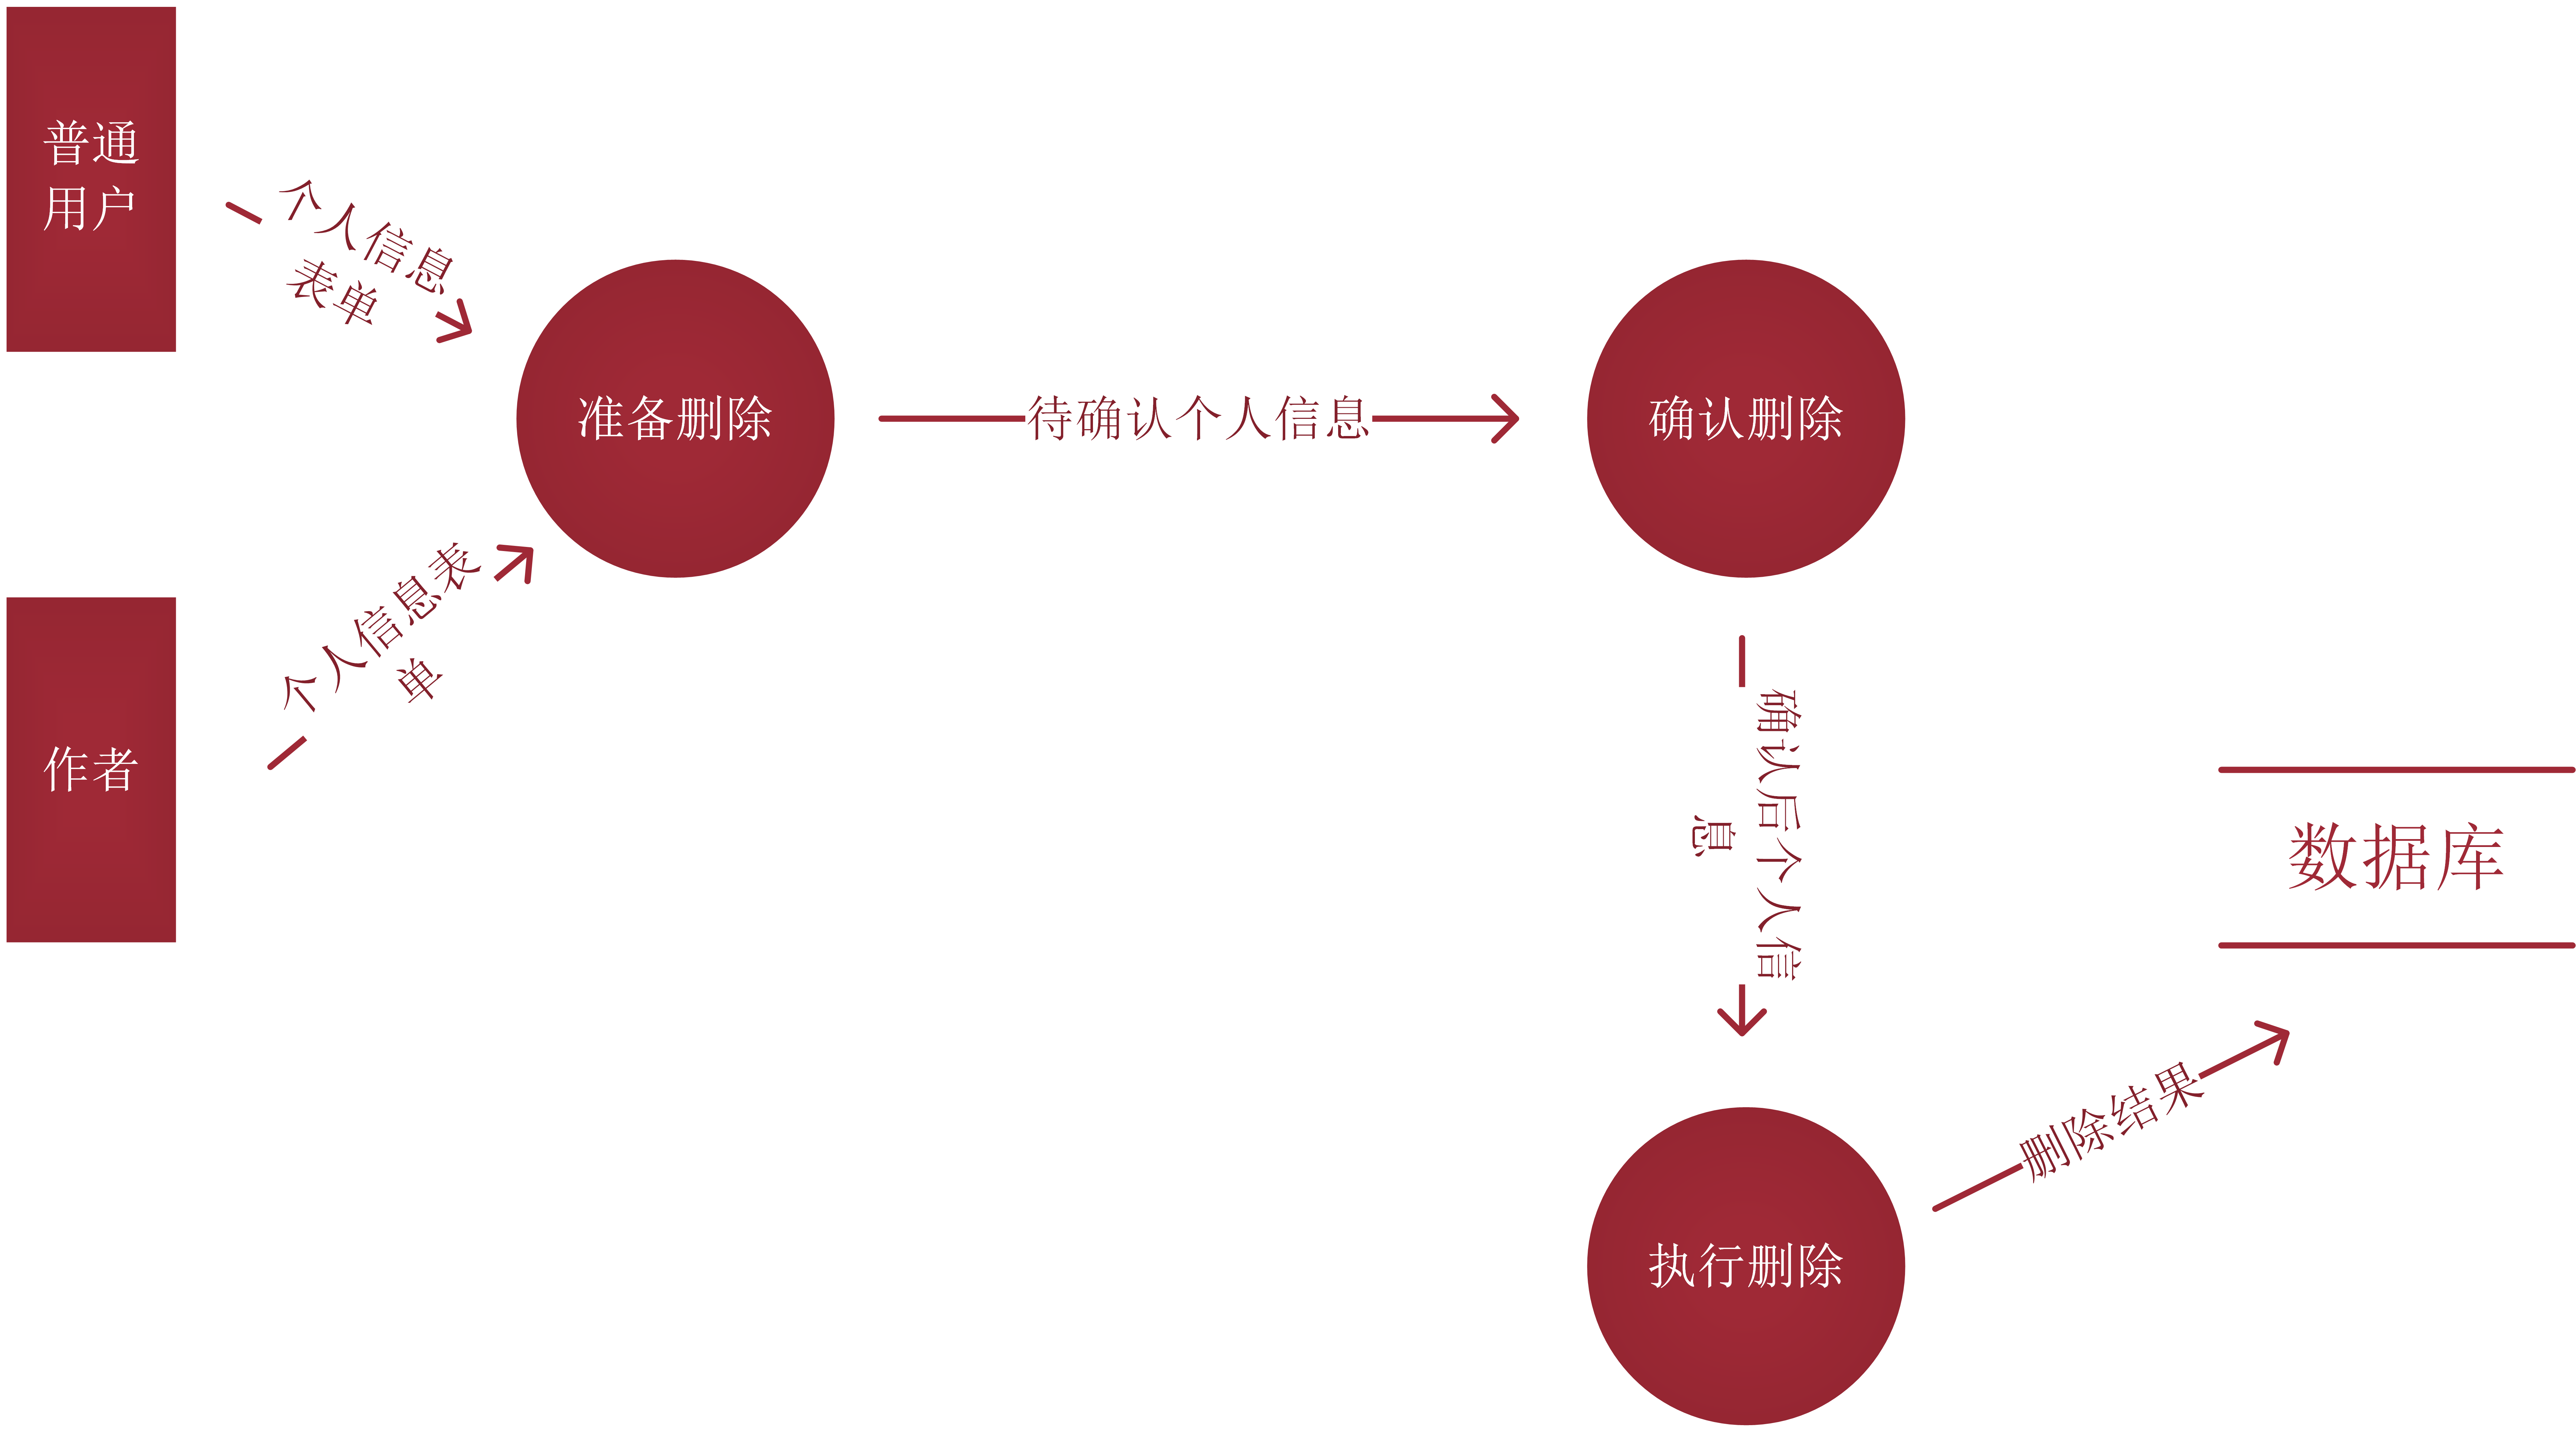 普通
用户
个人信息
表单
准备删除
待确认个人信息
确认删除
个人信息表
单
作者
确认后个人信
息
数据库
删除结果
执行删除